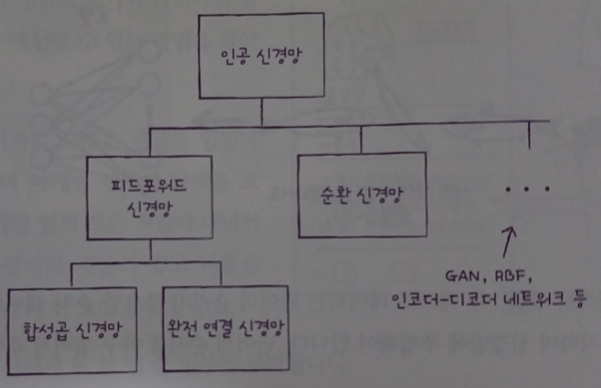 인공 신경망
피드포워드
신경망
순환 신경망
...
GAN, RBF,
인코더-디코더 네트워크 등
합성곱 신경망
완전 연결 신경망